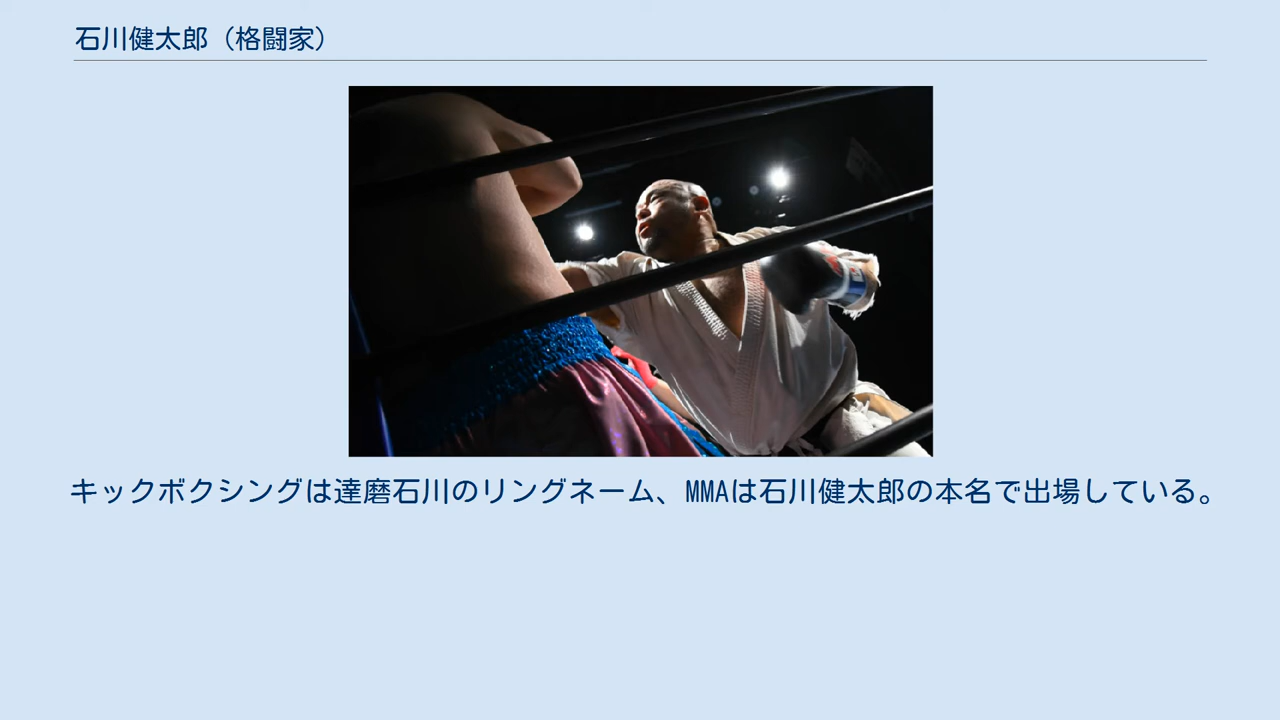 石川健太郎（格闘家）
キックボクシングは達磨石川のリングネーム、MMAは石川健太郎の本名で出場している。